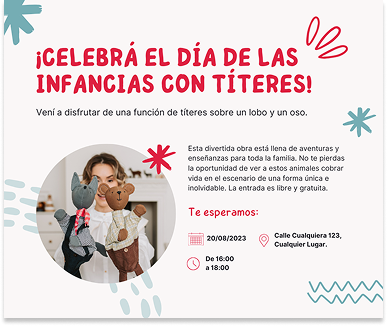 ¡CELEBRÁ EL DÍA DE LAS
INFANCIAS CON TÍTERES!
Vení a disfrutar de una función de títeres sobre un lobo y un oso.
Esta divertida obra está llena de aventuras y
enseñanzas para toda la familia. No te pierdas
la oportunidad de ver a estos animales cobrar
vida en el escenario de una forma única e
inolvidable. La entrada es libre y gratuita.
Te esperamos:
20/08/2023
Calle Cualquiera 123,
Cualquier Lugar.
De 16:00
a 18:00